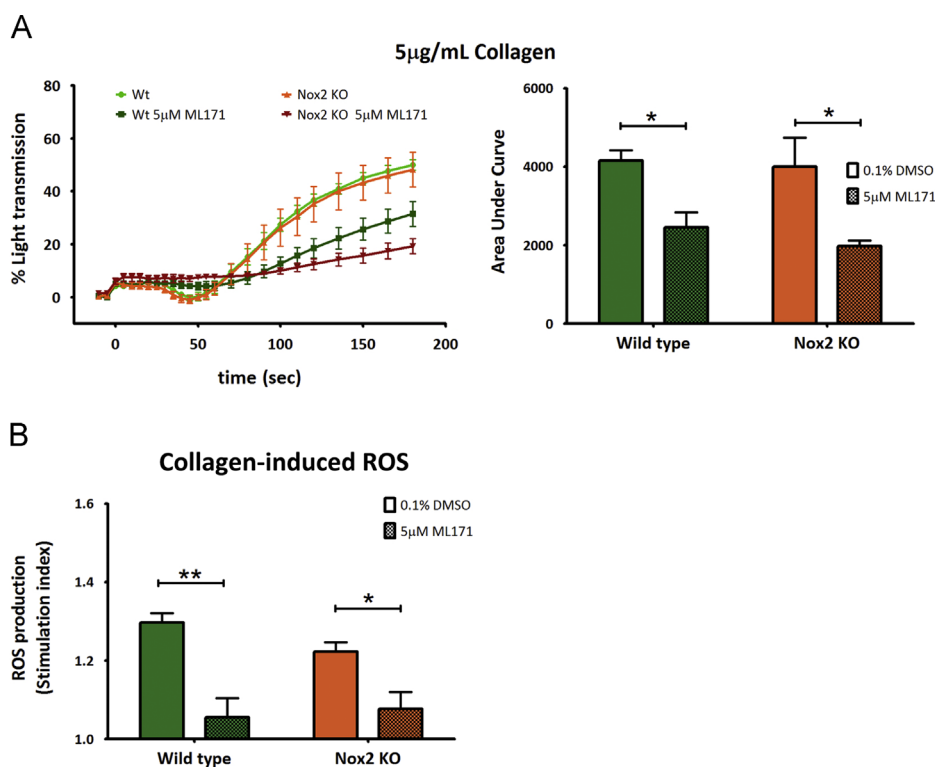 A
5µg/mL Collagen
Wt
Nox2 KO
Wt 5µM ML171
Nox2 KO 5µM ML171
% Light transmission
80
60
40
20
0
0 50 100 150 200
time (sec)
Area Under Curve
6000
4000
2000
0
*
*
0.1% DMSO
5µM ML171
Wild type Nox2 KO
B
Collagen-induced ROS
ROS production
(Stimulation index)
1.6
1.4
1.2
1.0
**
*
0.1% DMSO
5µM ML171
Wild type Nox2 KO